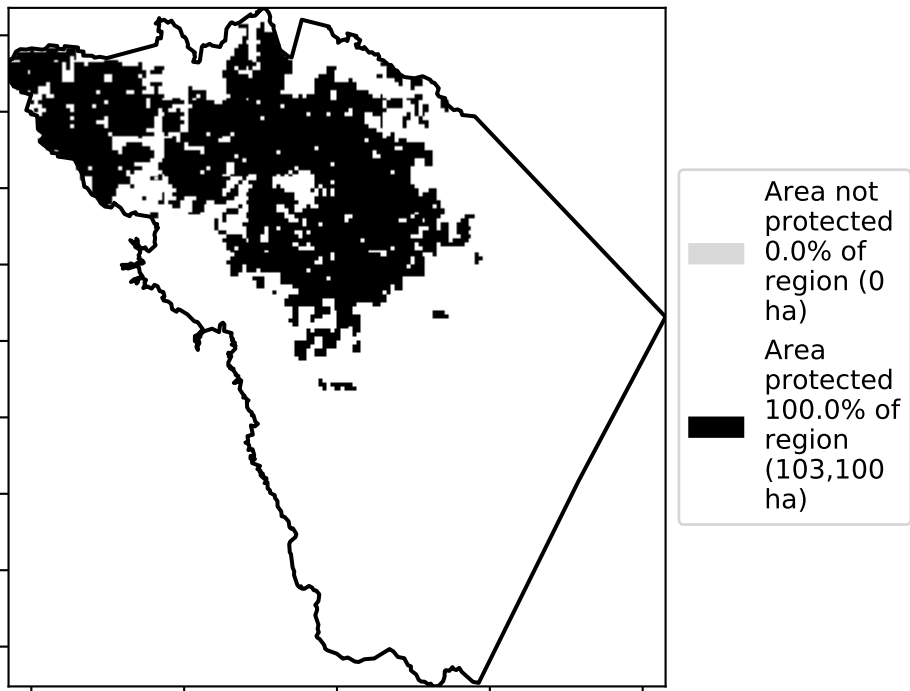 Area not
protected
0.0% of
region (0
ha)
Area
protected
100.0% of
region
(103,100
ha)